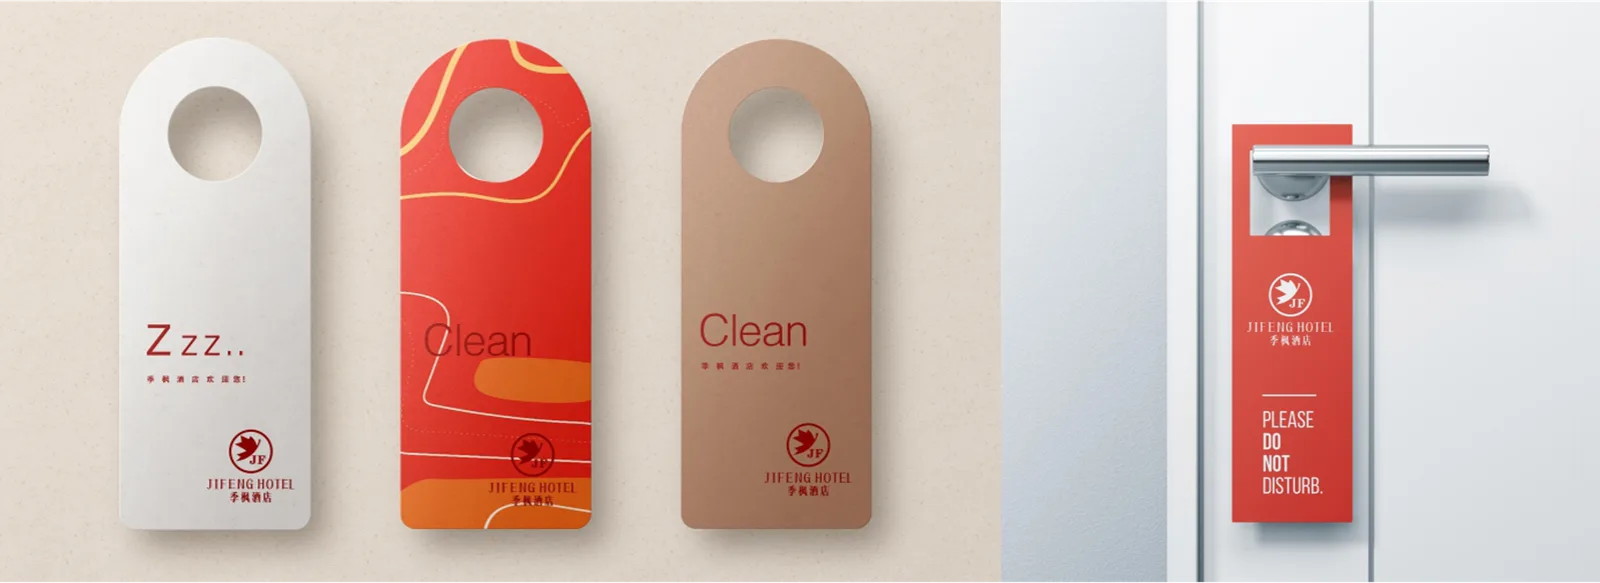 Z z z . .
季枫酒店欢迎您!
JF
JIFENG HOTEL
季枫酒店
Clean
JF
JIFENG HOTEL
季枫酒店
Clean
季枫酒店欢迎您!
JF
JIFENG HOTEL
季枫酒店
JF
JIFENG HOTEL
季枫酒店
PLEASE
DO
NOT
DISTURB.